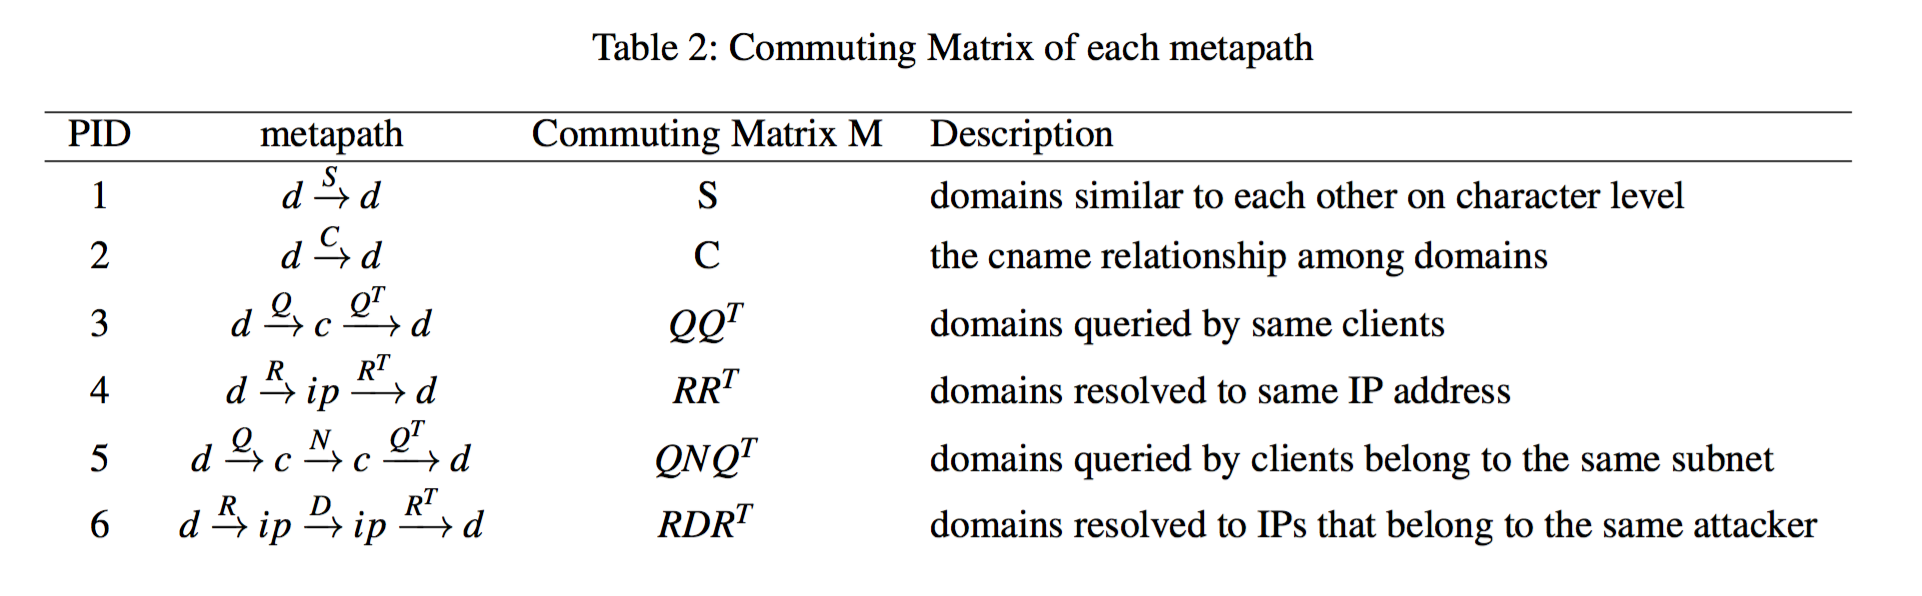 Table 2: Commuting Matrix of each metapath
PID metapath Commuting Matrix M Description
1 d \xrightarrow{S} d S domains similar to each other on character level
2 d \xrightarrow{C} d C the cname relationship among domains
3 d \xrightarrow{Q} c \xrightarrow{Q^T} d QQ^T domains queried by same clients
4 d \xrightarrow{R} ip \xrightarrow{R^T} d RR^T domains resolved to same IP address
5 d \xrightarrow{Q} c \xrightarrow{N} c \xrightarrow{Q^T} d QNQ^T domains queried by clients belong to the same subnet
6 d \xrightarrow{R} ip \xrightarrow{D} ip \xrightarrow{R^T} d RDR^T domains resolved to IPs that belong to the same attacker